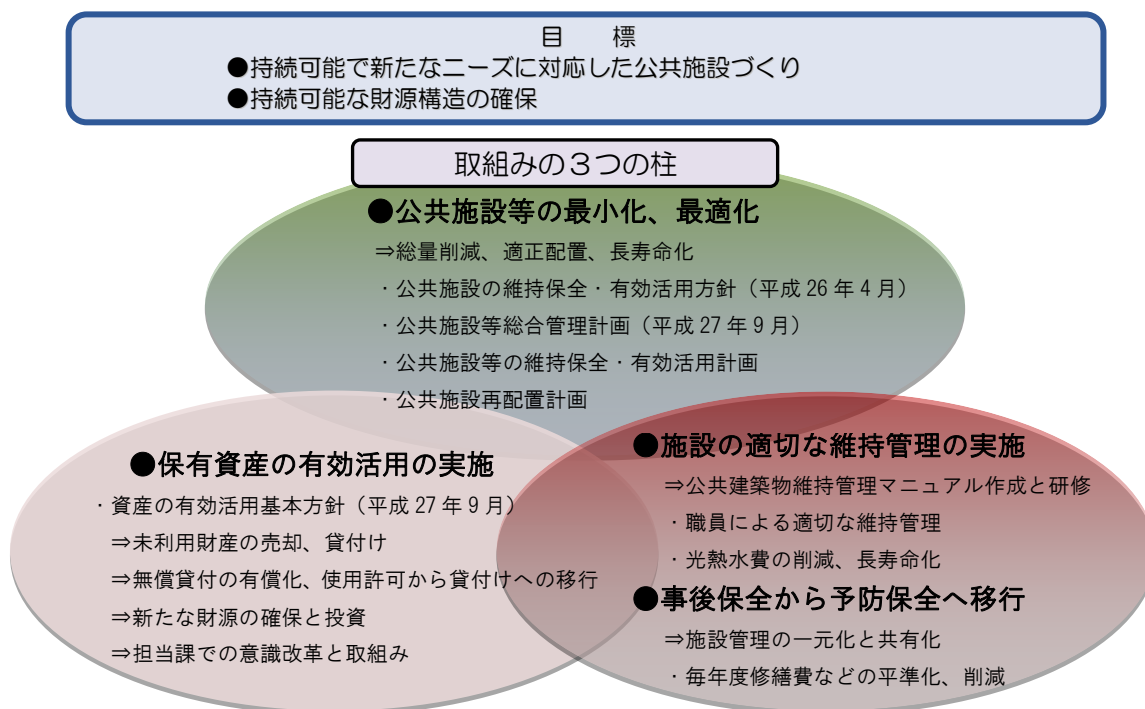 目　標
●持続可能で新たなニーズに対応した公共施設づくり
●持続可能な財源構造の確保
取組みの３つの柱
●公共施設等の最小化、最適化
⇒総量削減、適正配置、長寿命化
・公共施設の維持保全・有効活用方針（平成 26 年 4 月）
・公共施設等総合管理計画（平成 27 年 9 月）
・公共施設等の維持保全・有効活用計画
・公共施設再配置計画
●保有資産の有効活用の実施
・資産の有効活用基本方針（平成 27 年 9 月）
⇒未利用財産の売却、貸付け
⇒無償貸付の有償化、使用許可から貸付けへの移行
⇒新たな財源の確保と投資
⇒担当課での意識改革と取組み
●施設の適切な維持管理の実施
⇒公共建築物維持管理マニュアル作成と研修
・職員による適切な維持管理
・光熱水費の削減、長寿命化
●事後保全から予防保全へ移行
⇒施設管理の一元化と共有化
・毎年度修繕費などの平準化、削減